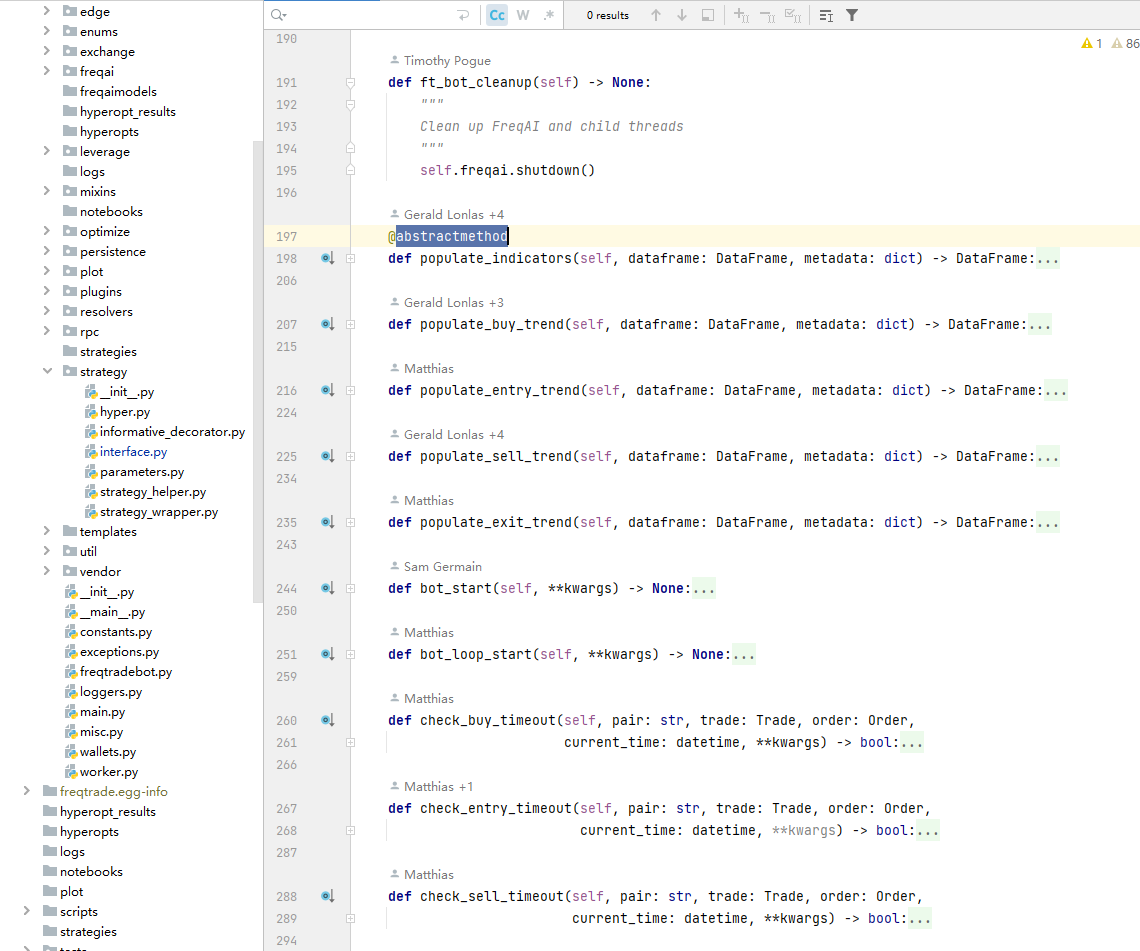 edge
enums
exchange
freqai
freqaimodels
hyperopt_results
hyperopts
leverage
logs
mixins
notebooks
optimize
persistence
plot
plugins
resolvers
rpc
strategies
strategy
__init__.py
hyper.py
informative_decorator.py
interface.py
parameters.py
strategy_helper.py
strategy_wrapper.py
templates
util
vendor
__init__.py
__main__.py
constants.py
exceptions.py
freqtradebot.py
loggers.py
main.py
misc.py
wallets.py
worker.py
freqtrade.egg-info
hyperopt_results
hyperopts
logs
notebooks
plot
scripts
strategies
tests
Cc W .* 0 results
1 86
190
Timothy Pogue
191 def ft_bot_cleanup(self) -> None:
192 """
193 Clean up FreqAI and child threads
194 """
195 self.freqai.shutdown()
196
Gerald Lonlas +4
197 @abstractmethod
198 def populate_indicators(self, dataframe: DataFrame, metadata: dict) -> DataFrame:...
206
Gerald Lonlas +3
207 def populate_buy_trend(self, dataframe: DataFrame, metadata: dict) -> DataFrame:...
215
Matthias
216 def populate_entry_trend(self, dataframe: DataFrame, metadata: dict) -> DataFrame:...
224
Gerald Lonlas +4
225 def populate_sell_trend(self, dataframe: DataFrame, metadata: dict) -> DataFrame:...
234
Matthias
235 def populate_exit_trend(self, dataframe: DataFrame, metadata: dict) -> DataFrame:...
243
Sam Germain
244 def bot_start(self, **kwargs) -> None:...
250
Matthias
251 def bot_loop_start(self, **kwargs) -> None:...
259
Matthias
260 def check_buy_timeout(self, pair: str, trade: Trade, order: Order,
261 current_time: datetime, **kwargs) -> bool:...
266
Matthias +1
267 def check_entry_timeout(self, pair: str, trade: Trade, order: Order,
268 current_time: datetime, **kwargs) -> bool:...
287
Matthias
288 def check_sell_timeout(self, pair: str, trade: Trade, order: Order,
289 current_time: datetime, **kwargs) -> bool:...
294